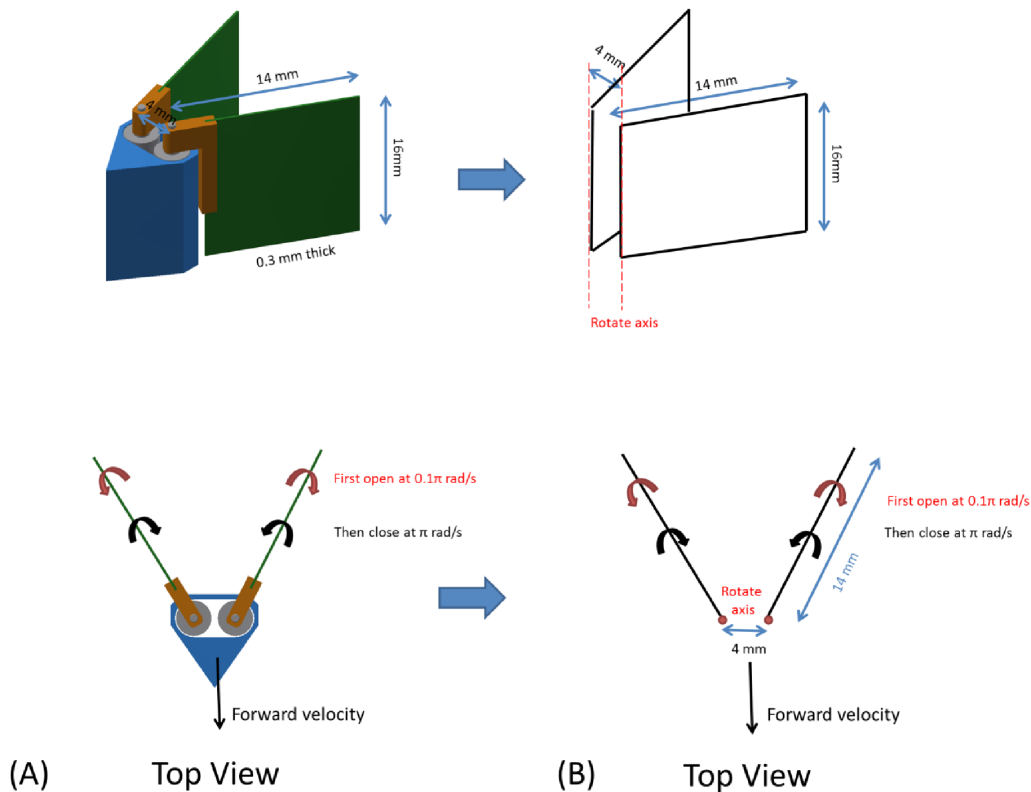 14 mm
4 mm
16mm
0.3 mm thick
4 mm
14 mm
16mm
Rotate axis
First open at 0.1π rad/s
Then close at π rad/s
Forward velocity
(A) Top View
First open at 0.1π rad/s
Then close at π rad/s
14 mm
Rotate
axis
4 mm
Forward velocity
(B) Top View